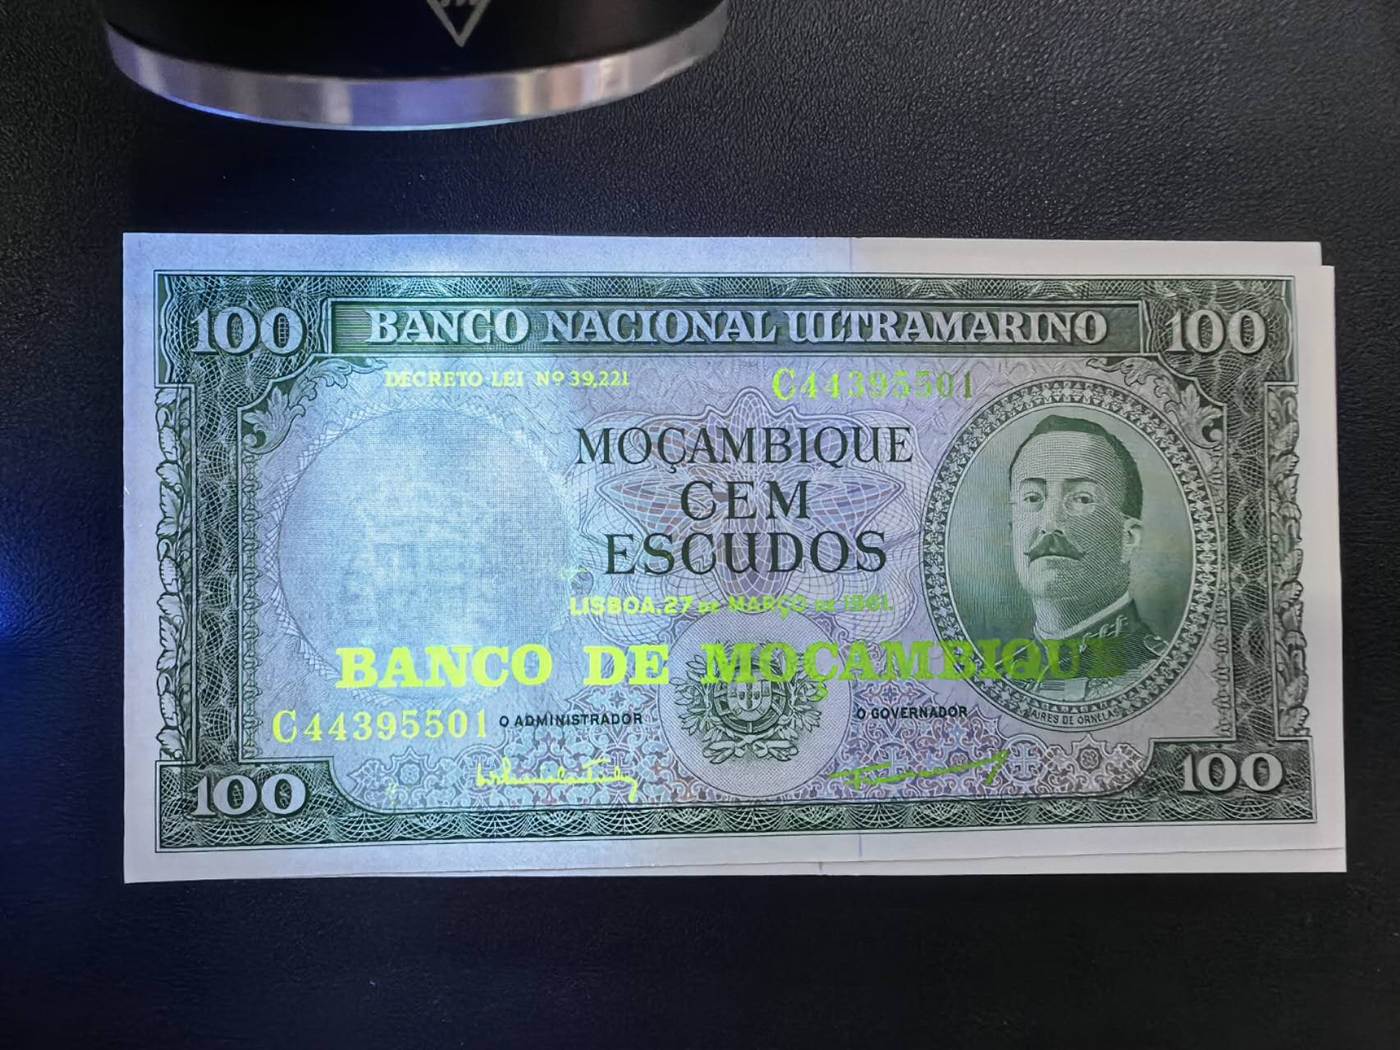 100 BANCO NACIONAL ULTRAMARINO 100
DECRETO LEI Nº 39,221 C44395501
MOÇAMBIQUE
CEM
ESCUDOS
LISBOA, 27 DE MARÇO DE 1961.
BANCO DE MOÇAMBIQUE
C44395501 O ADMINISTRADOR O GOVERNADOR AIRES DE ORNELAS
100 100